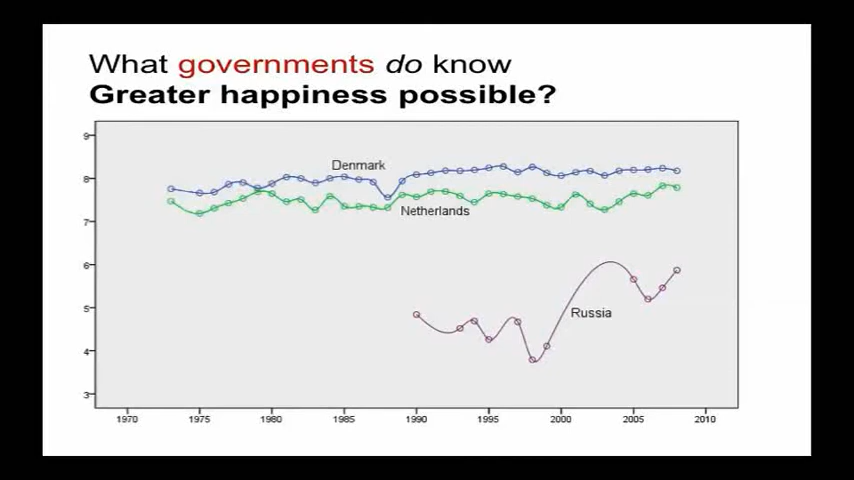 What governments do know
Greater happiness possible?
9
8
7
6
5
4
3
Denmark
Netherlands
Russia
1970 1975 1980 1985 1990 1995 2000 2005 2010